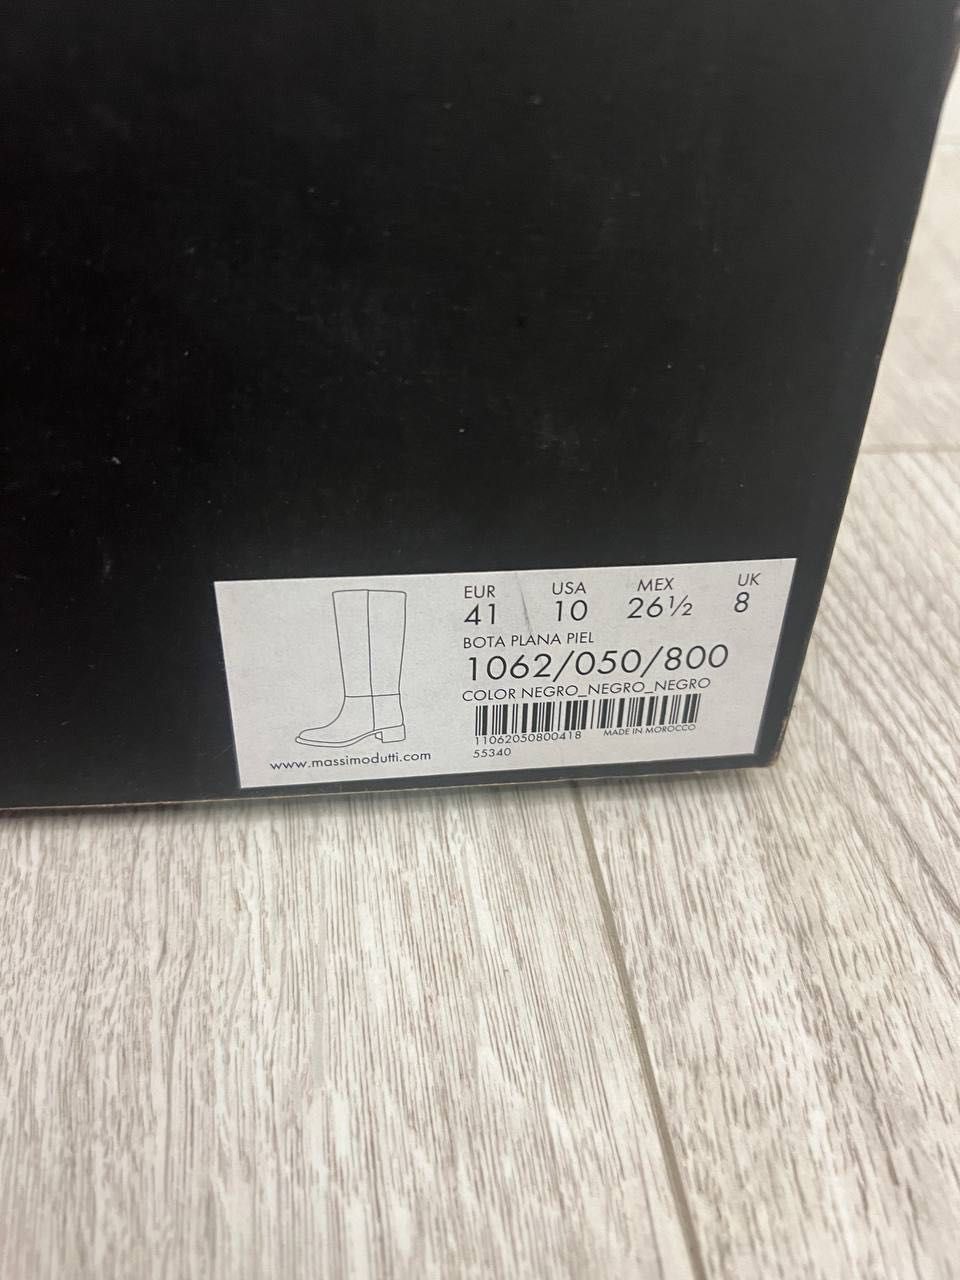 EUR USA MEX UK
41 10 26½ 8
BOTA PLANA PIEL
1062/050/800
COLOR NEGRO_NEGRO_NEGRO
11062050800418 MADE IN MOROCCO
55340
www.massimodutti.com